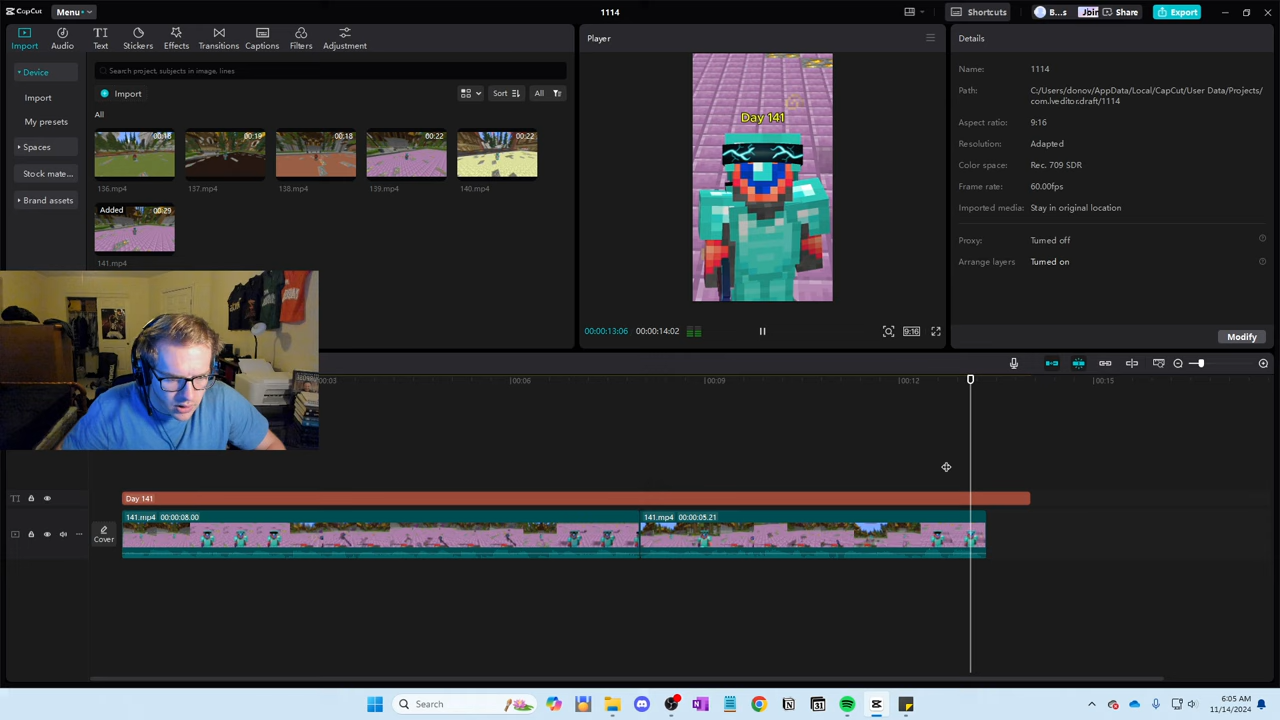 CapCut
Menu
1114
Shortcuts
B...s
Share
Export
Import
Audio
Text
Stickers
Effects
Transitions
Captions
Filters
Adjustment
Player
Details
Device
Search project, subjects in image, lines
Import
Import
Sort
All
My presets
All
Spaces
Brand assets
00:18
00:19
00:18
00:22
00:22
136.mp4
137.mp4
138.mp4
139.mp4
140.mp4
Added
00:29
141.mp4
Day 141
00:00:13:06
00:00:14:02
9:16
Name:
1114
Path:
C:/Users/donov/AppData/Local/CapCut/User Data/Projects/
com.lveditor.draft/1114
Aspect ratio:
9:16
Resolution:
Adapted
Color space:
Rec. 709 SDR
Frame rate:
60.00fps
Imported media:
Stay in original location
Proxy:
Turned off
Arrange layers
Turned on
Modify
00:03
00:06
00:09
00:12
00:15
Day 141
141.mp4 00:00:08.00
141.mp4 00:00:05.21
Cover
Search
6:05 AM
11/14/2024